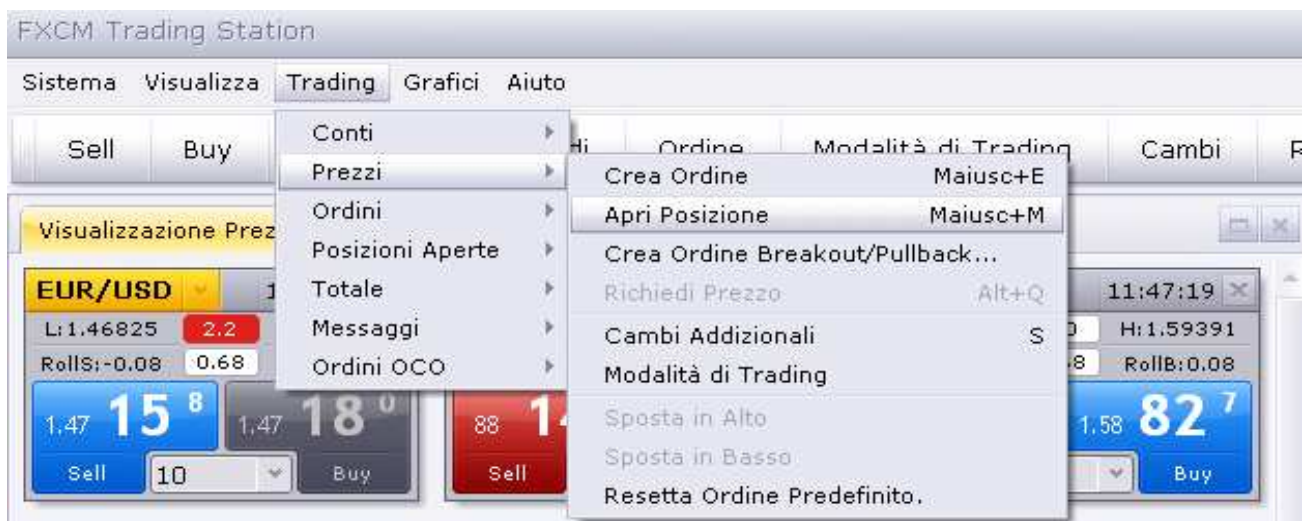 FXCM Trading Station
Sistema Visualizza Trading Grafici Aiuto
Sell Buy Ordine Modalità di Trading Cambi
Conti
Prezzi
Ordini
Posizioni Aperte
Totale
Messaggi
Ordini OCO
Crea Ordine Maiusc+E
Apri Posizione Maiusc+M
Crea Ordine Breakout/Pullback...
Richiedi Prezzo Alt+Q
Cambi Addizionali S
Modalità di Trading
Sposta in Alto
Sposta in Basso
Resetta Ordine Predefinito.
Visualizzazione Prez
EUR/USD 11:47:19
L:1.46825 2.2 H:1.59391
RollS:-0.08 0.68 RollB:0.08
1.47 15 8 1.47 18 0 88 1.58 82 7
Sell 10 Buy Sell Buy